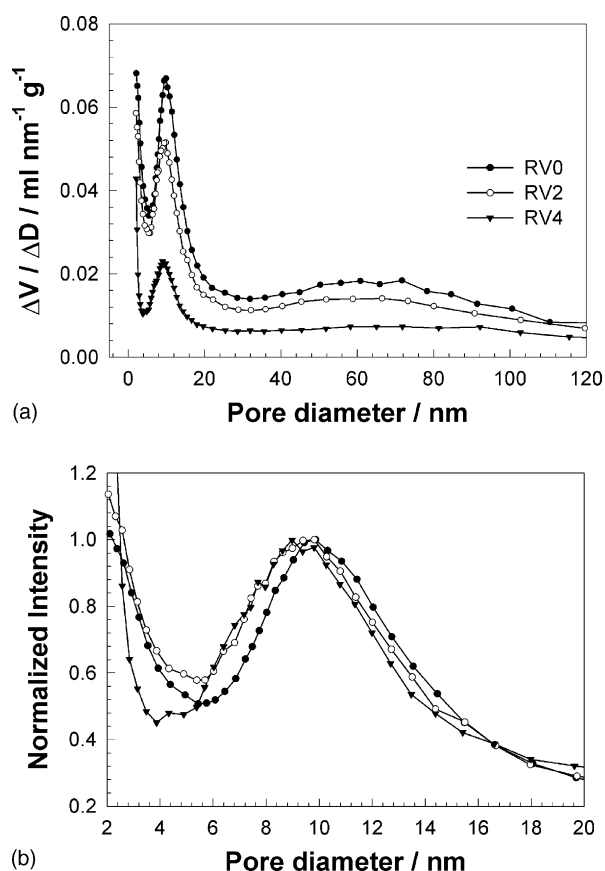 0.08
0.06
0.04
0.02
0.00
ΔV / ΔD / ml nm⁻¹ g⁻¹
RV0
RV2
RV4
0 20 40 60 80 100 120
(a)
Pore diameter / nm
1.2
1.0
0.8
0.6
0.4
0.2
Normalized Intensity
2 4 6 8 10 12 14 16 18 20
(b)
Pore diameter / nm